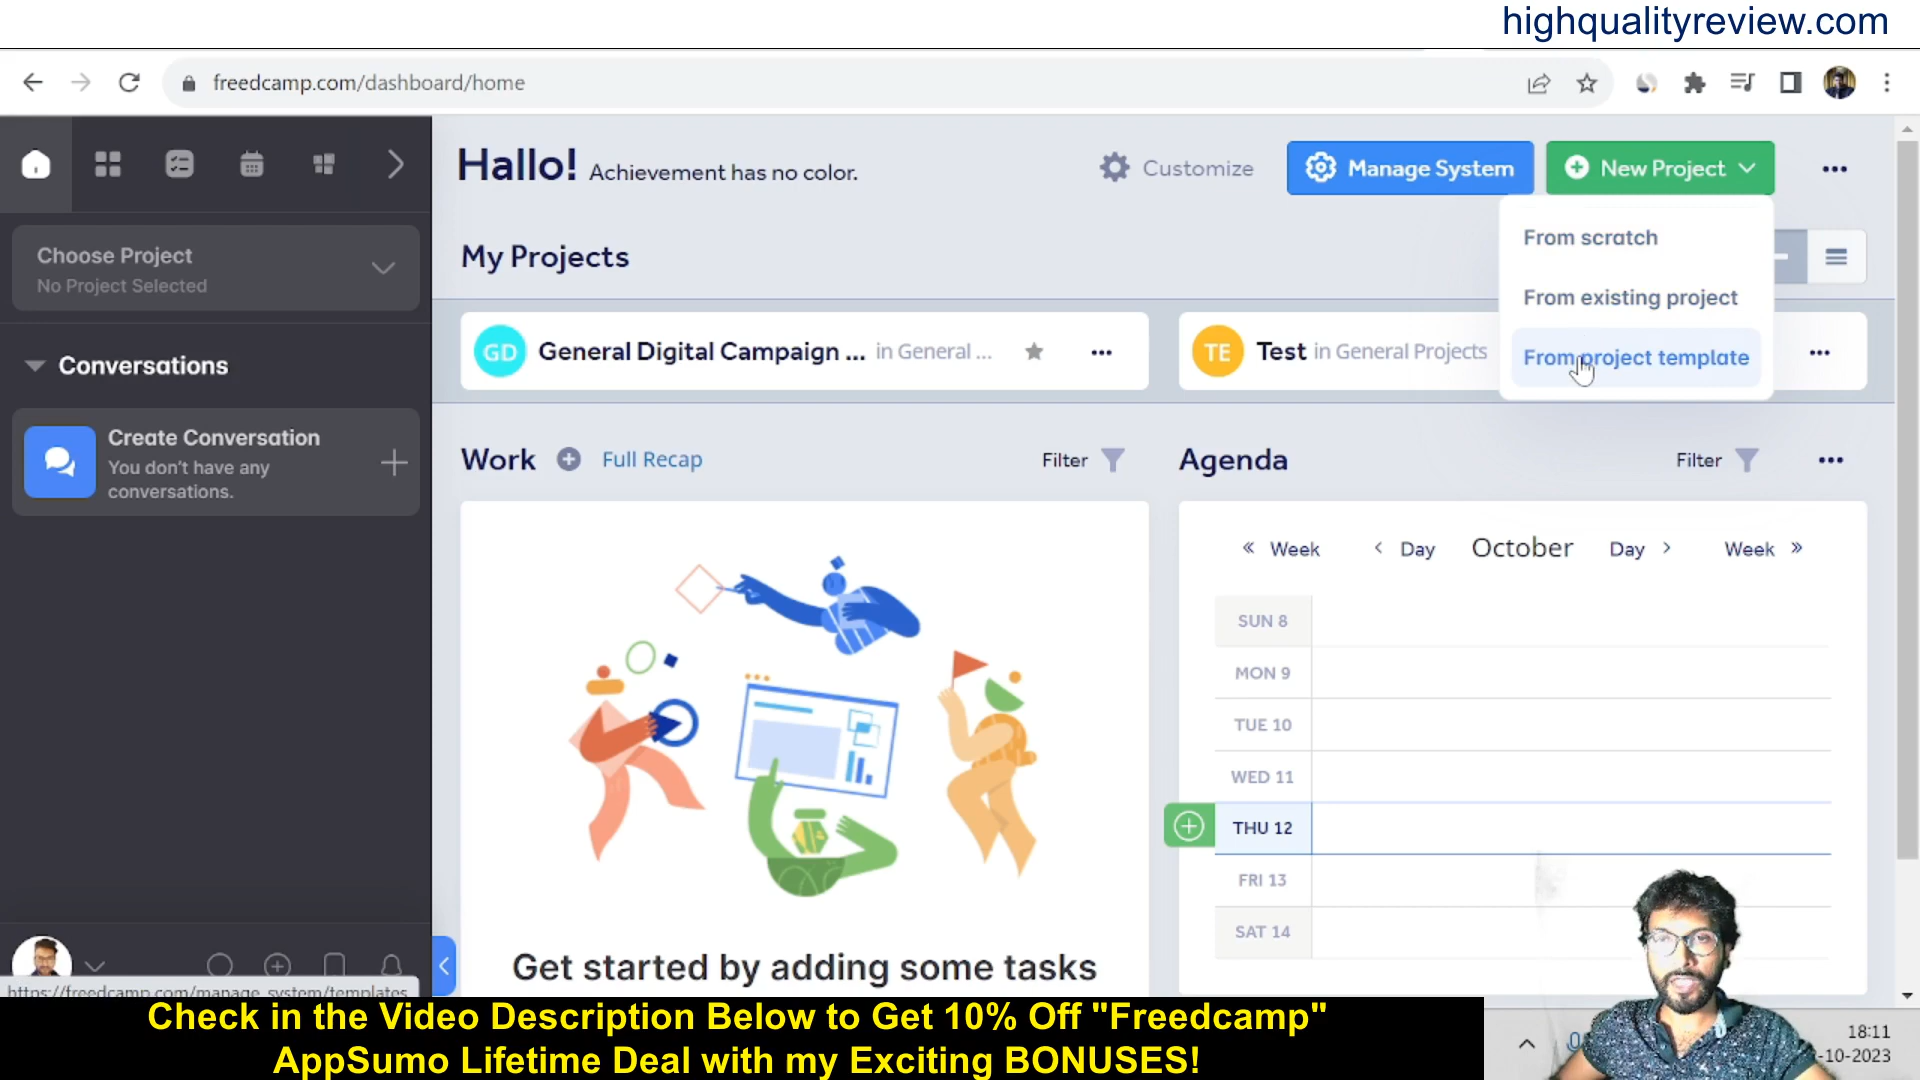 highqualityreview.com
freedcamp.com/dashboard/home
Hallo! Achievement has no color.
Customize
Manage System
New Project
Choose Project
No Project Selected
From scratch
My Projects
From existing project
GD General Digital Campaign ... in General ...
TE Test in General Projects
From project template
Conversations
Create Conversation
You don't have any
conversations.
Work Full Recap
Filter
Agenda
Filter
« Week < Day October Day > Week »
SUN 8
MON 9
TUE 10
WED 11
THU 12
FRI 13
SAT 14
Get started by adding some tasks
https://freedcamp.com/manage_system/templates
Check in the Video Description Below to Get 10% Off "Freedcamp"
AppSumo Lifetime Deal with my Exciting BONUSES!
18:11
-10-2023